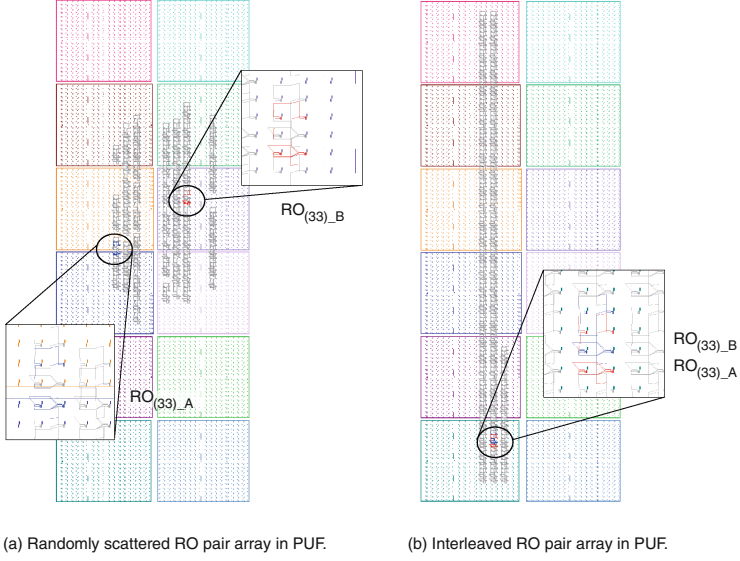 RO(33)_B
RO(33)_A
RO(33)_B
RO(33)_A
(a) Randomly scattered RO pair array in PUF.
(b) Interleaved RO pair array in PUF.